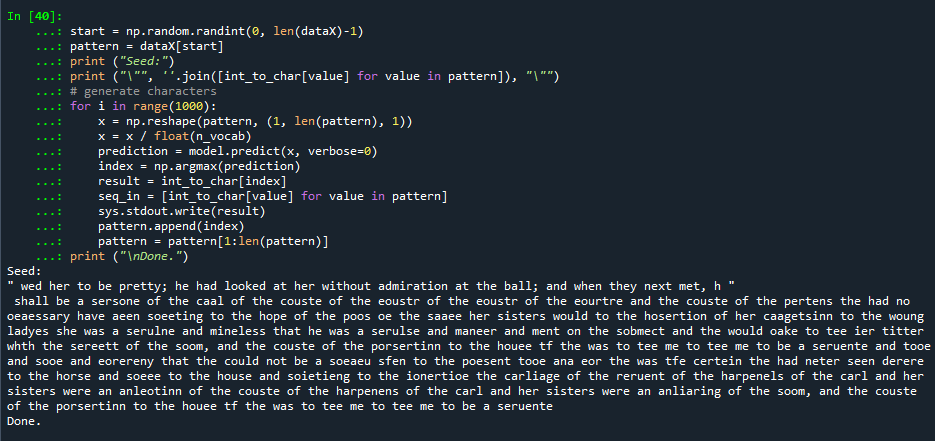 In [40]:
...: start = np.random.randint(0, len(dataX)-1)
...: pattern = dataX[start]
...: print ("Seed:")
...: print ("\"", ''.join([int_to_char[value] for value in pattern]), "\"")
...: # generate characters
...: for i in range(1000):
...:     x = np.reshape(pattern, (1, len(pattern), 1))
...:     x = x / float(n_vocab)
...:     prediction = model.predict(x, verbose=0)
...:     index = np.argmax(prediction)
...:     result = int_to_char[index]
...:     seq_in = [int_to_char[value] for value in pattern]
...:     sys.stdout.write(result)
...:     pattern.append(index)
...:     pattern = pattern[1:len(pattern)]
...: print ("\nDone.")
Seed:
" wed her to be pretty; he had looked at her without admiration at the ball; and when they next met, h "
shall be a sersone of the caal of the couste of the eoustr of the eoustr of the eourtre and the couste of the pertens the had no
oeaessary have aeen soeeting to the hope of the poos oe the saaee her sisters would to the hosertion of her caagetsinn to the woung
ladyes she was a serulne and mineless that he was a serulse and maneer and ment on the sobmect and the would oake to tee ier titter
whth the sereett of the soom, and the couste of the porsertinn to the houee tf the was to tee me to tee me to be a seruente and tooe
and sooe and eorereny that the could not be a soeaeu sfen to the poesent tooe ana eor the was tfe certein the had neter seen derere
to the horse and soeee to the house and soietieng to the ionertioe the carliage of the reruent of the harpenels of the carl and her
sisters were an anleotinn of the couste of the harpenens of the carl and her sisters were an anliaring of the soom, and the couste
of the porsertinn to the houee tf the was to tee me to tee me to be a seruente
Done.